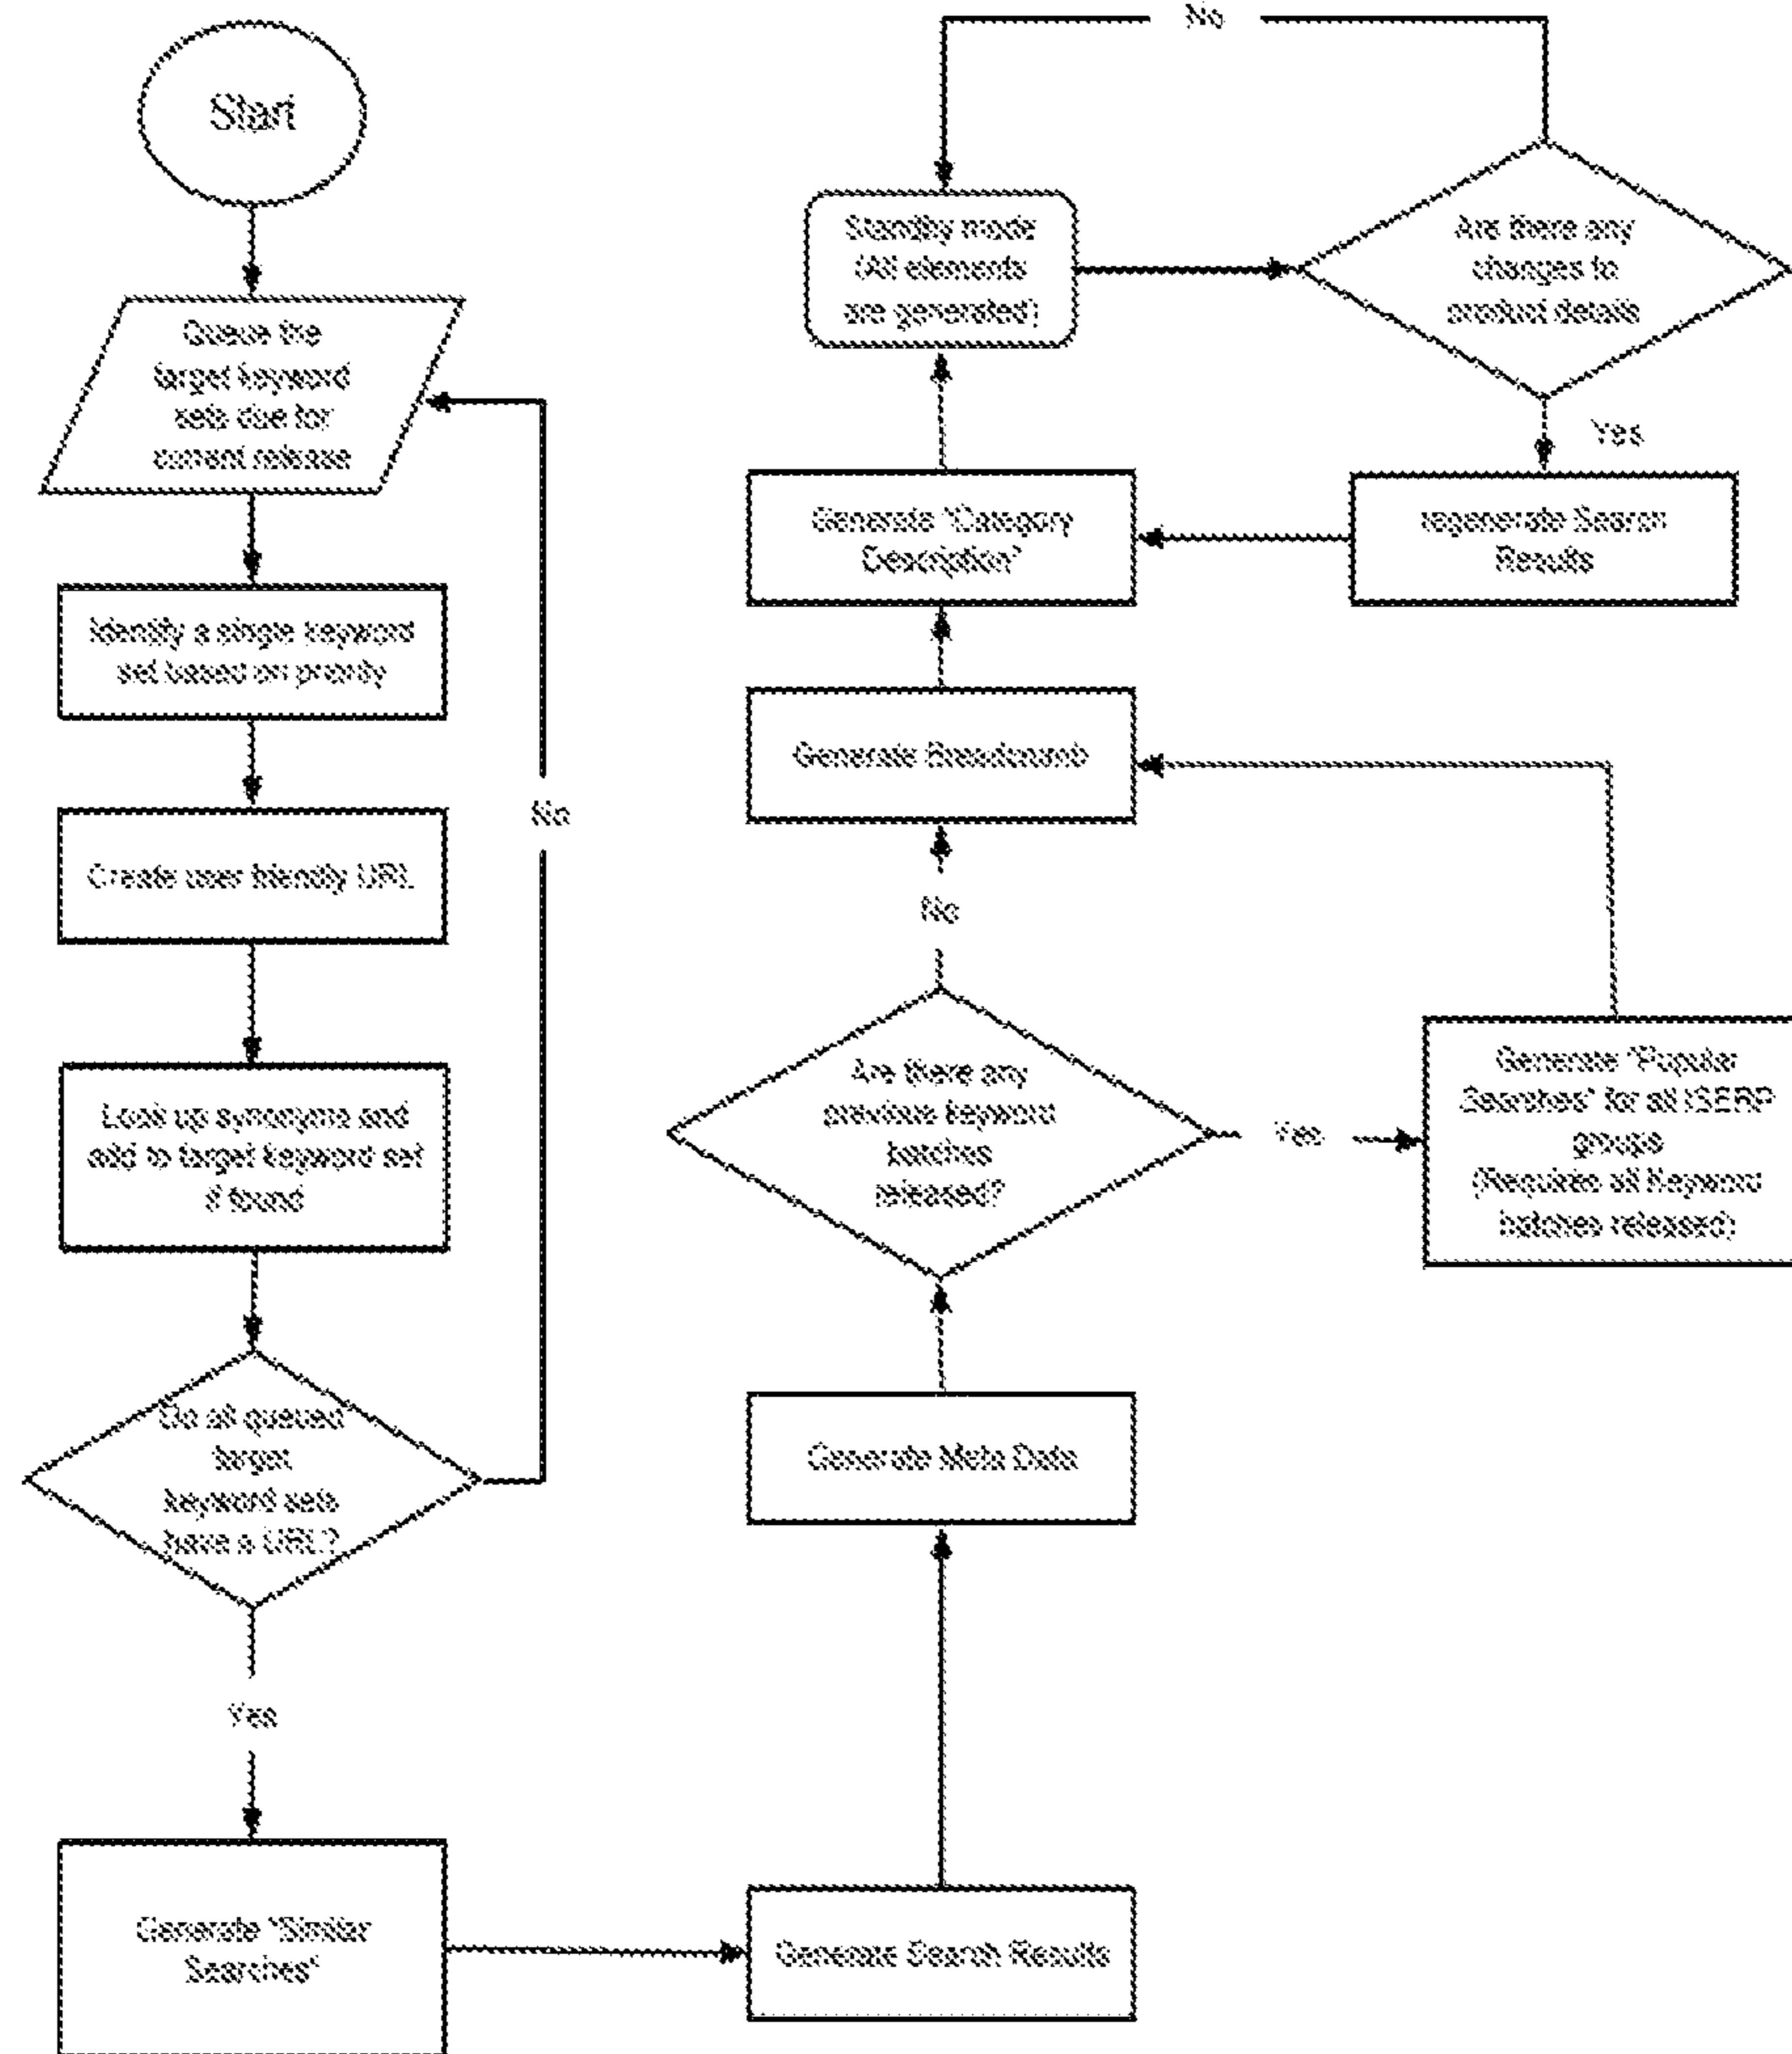 Start
Queue the
target keyword
sets due for
current release
Identify a single keyword
set based on priority
Create user friendly URL
Look up synonyms and
add to target keyword set
if found
Do all queued
target
keyword sets
have a URL?
No
Yes
Generate "Similar
Searches"
Generate Search Results
Generate Meta Data
Are there any
previous keyword
batches
released?
Yes
Generate "Popular
Searches" for all ISERP
groups
(Requires all Keyword
batches released)
No
Generate Breadcrumb
Generate "Category
Description"
Standby mode
(All elements
are generated)
Are there any
changes to
product details
No
Yes
regenerate Search
Results